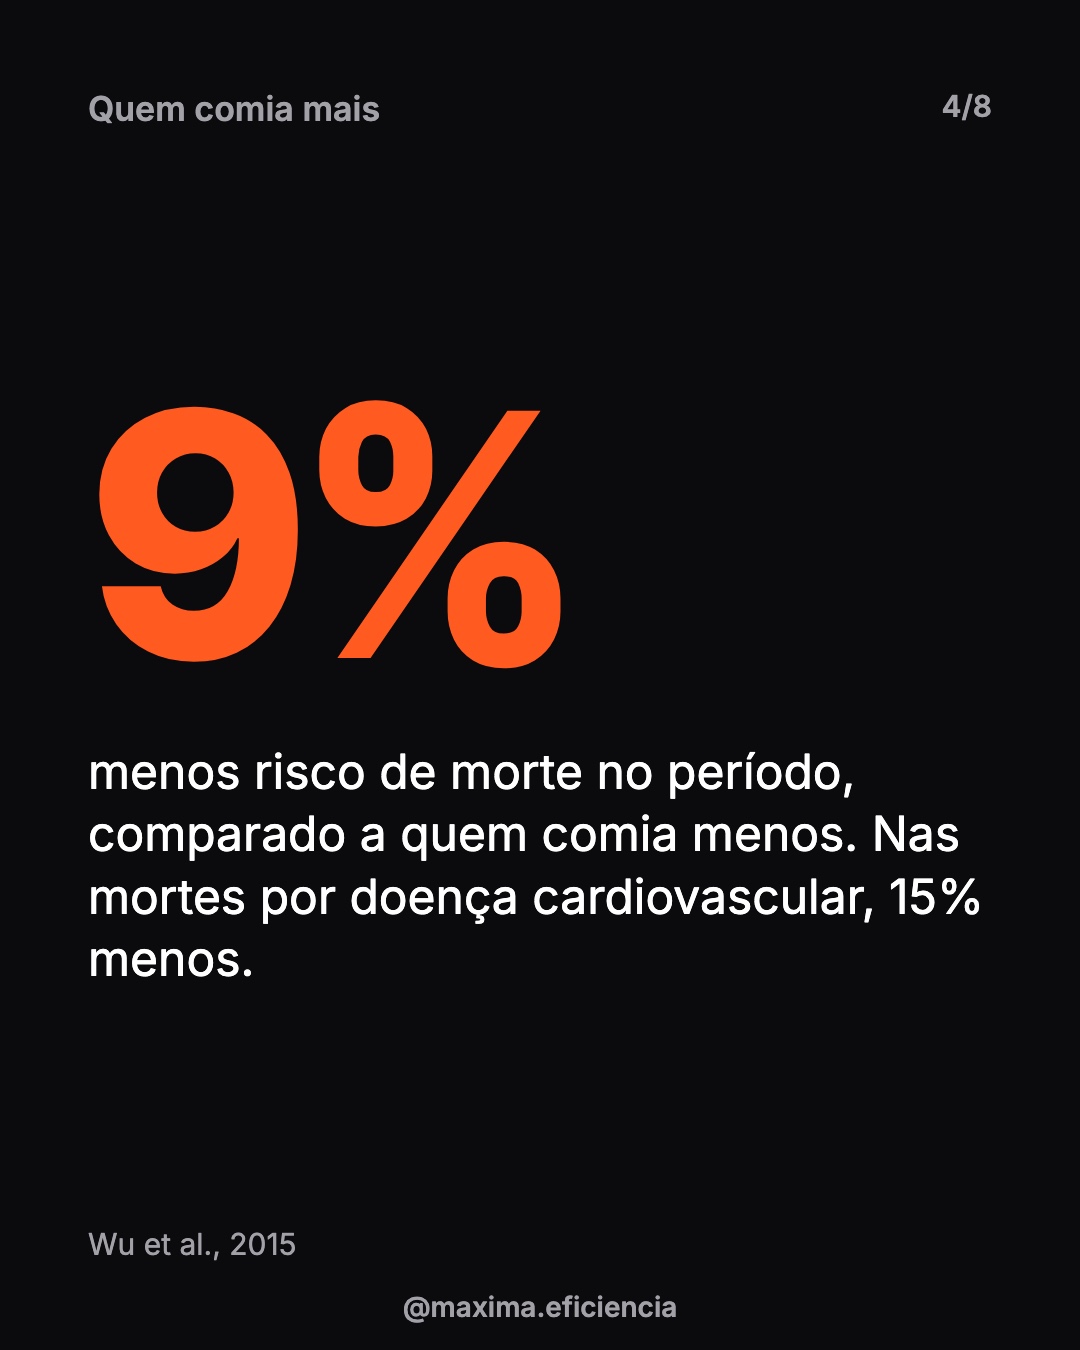 Quem comia mais
4/8
9%
menos risco de morte no período,
comparado a quem comia menos. Nas
mortes por doença cardiovascular, 15%
menos.
Wu et al., 2015
@maxima.eficiencia